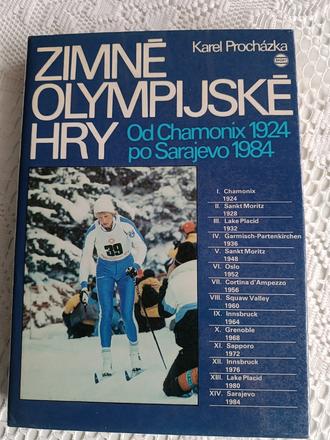 Karel Procházka
ZIMNÉ
OLYMPIJSKÉ
HRY
Od Chamonix 1924
po Sarajevo 1984
39
I. Chamonix
1924
II. Sankt Moritz
1928
III. Lake Placid
1932
IV. Garmisch-Partenkirchen
1936
V. Sankt Moritz
1948
VI. Oslo
1952
VII. Cortina d'Ampezzo
1956
VIII. Squaw Valley
1960
IX. Innsbruck
1964
X. Grenoble
1968
XI. Sapporo
1972
XII. Innsbruck
1976
XIII. Lake Placid
1980
XIV. Sarajevo
1984